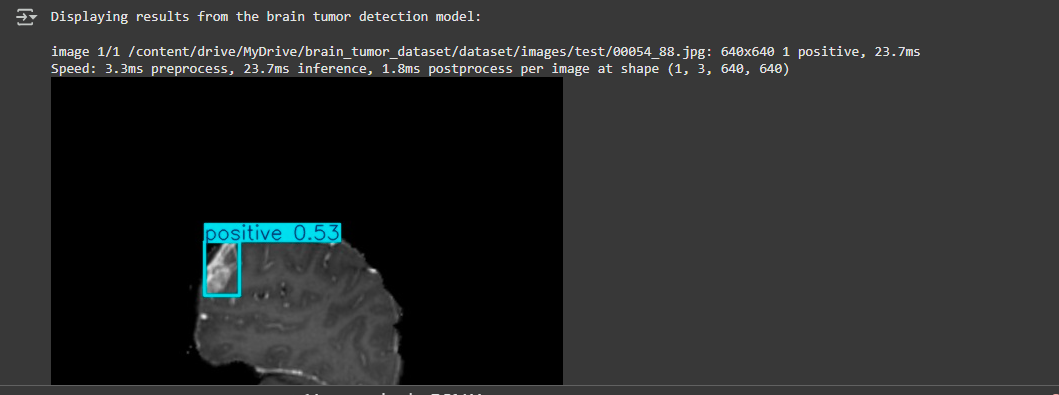 Displaying results from the brain tumor detection model:
image 1/1 /content/drive/MyDrive/brain_tumor_dataset/dataset/images/test/00054_88.jpg: 640x640 1 positive, 23.7ms
Speed: 3.3ms preprocess, 23.7ms inference, 1.8ms postprocess per image at shape (1, 3, 640, 640)
positive 0.53